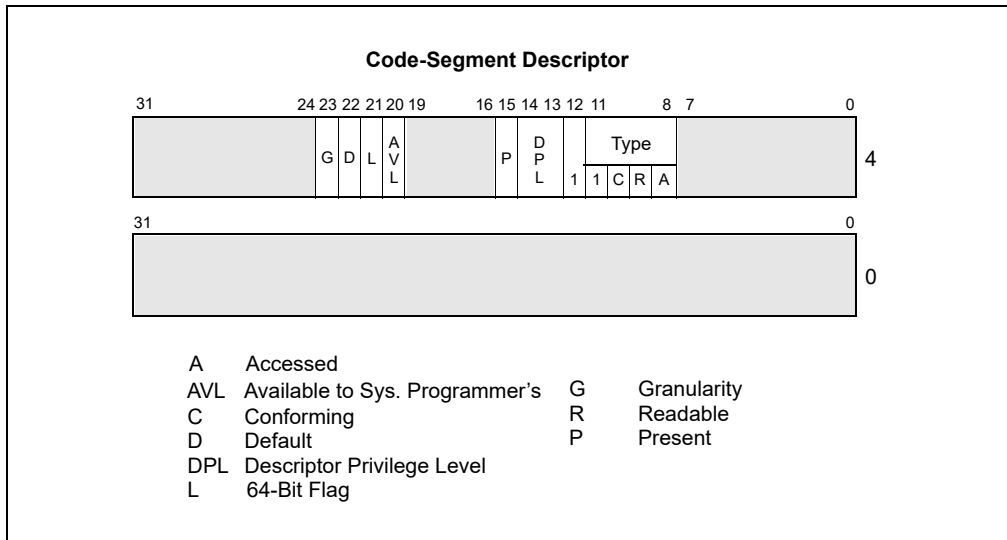 Code-Segment Descriptor
31 24 23 22 21 20 19 16 15 14 13 12 11 8 7 0
G D L AVL P DPL Type 4
1 1 C R A
31 0
0
A Accessed
AVL Available to Sys. Programmer's
C Conforming
D Default
DPL Descriptor Privilege Level
L 64-Bit Flag
G Granularity
R Readable
P Present